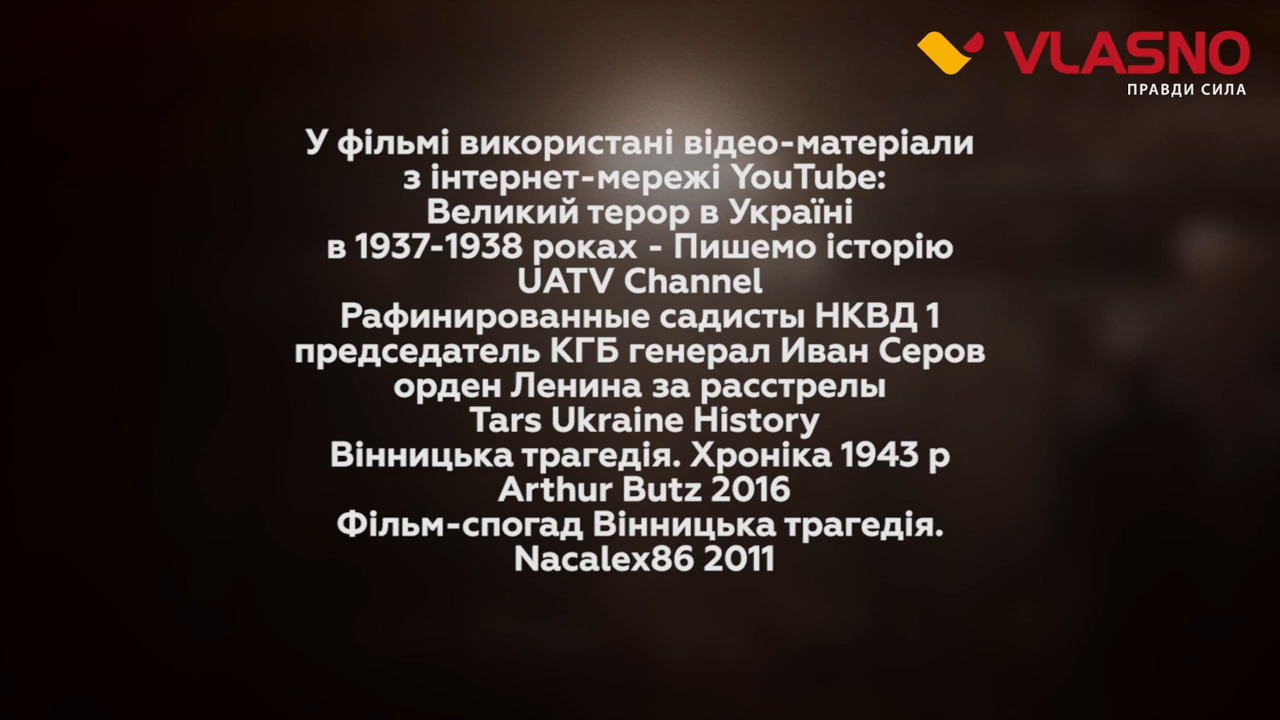 VLASNO
ПРАВДИ СИЛА
У фільмі використані відео-матеріали
з інтернет-мережі YouTube:
Великий терор в Україні
в 1937-1938 роках - Пишемо історію
UATV Channel
Рафинированные садисты НКВД 1
председатель КГБ генерал Иван Серов
орден Ленина за расстрелы
Tars Ukraine History
Вінницька трагедія. Хроніка 1943 р
Arthur Butz 2016
Фільм-спогад Вінницька трагедія.
Nacalex86 2011